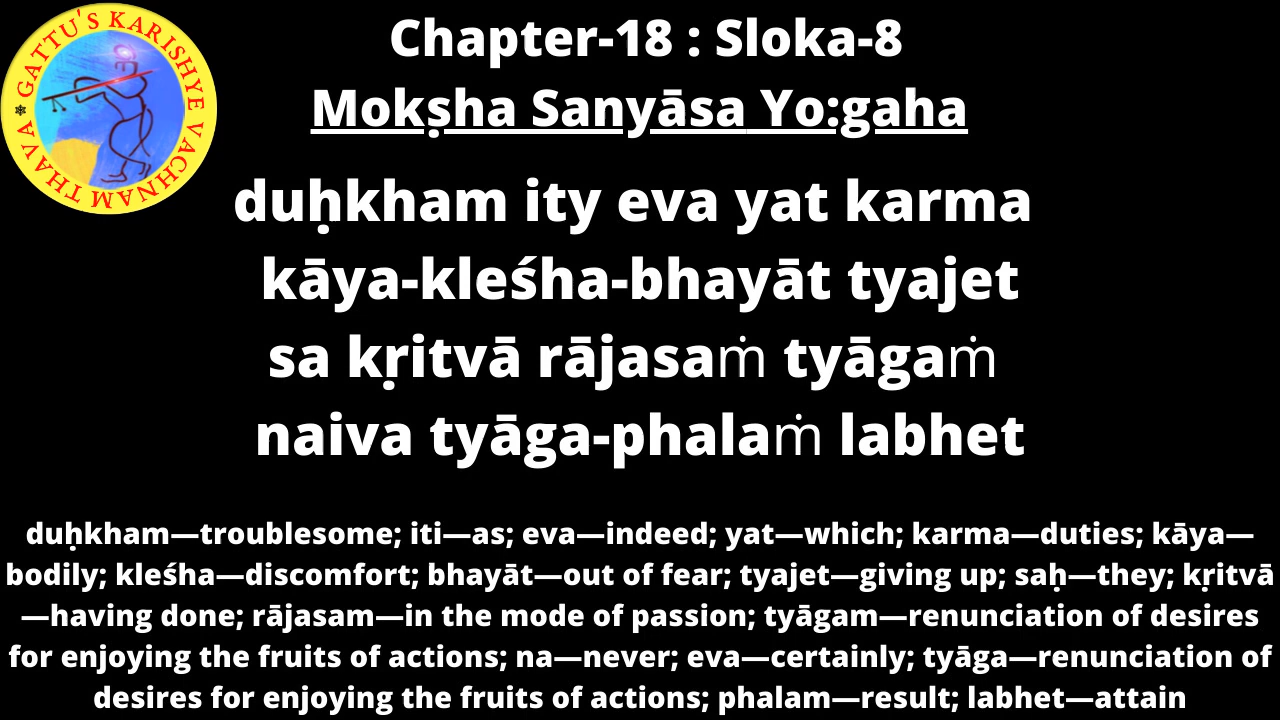 GATTU'S KARISHYE VACHNAM THAVA
Chapter-18 : Sloka-8
Mokṣha Sanyāsa Yo:gaha
duḥkham ity eva yat karma
kāya-kleśha-bhayāt tyajet
sa kṛitvā rājasaṁ tyāgaṁ
naiva tyāga-phalaṁ labhet
duḥkham—troublesome; iti—as; eva—indeed; yat—which; karma—duties; kāya—
bodily; kleśha—discomfort; bhayāt—out of fear; tyajet—giving up; saḥ—they; kṛitvā
—having done; rājasam—in the mode of passion; tyāgam—renunciation of desires
for enjoying the fruits of actions; na—never; eva—certainly; tyāga—renunciation of
desires for enjoying the fruits of actions; phalam—result; labhet—attain